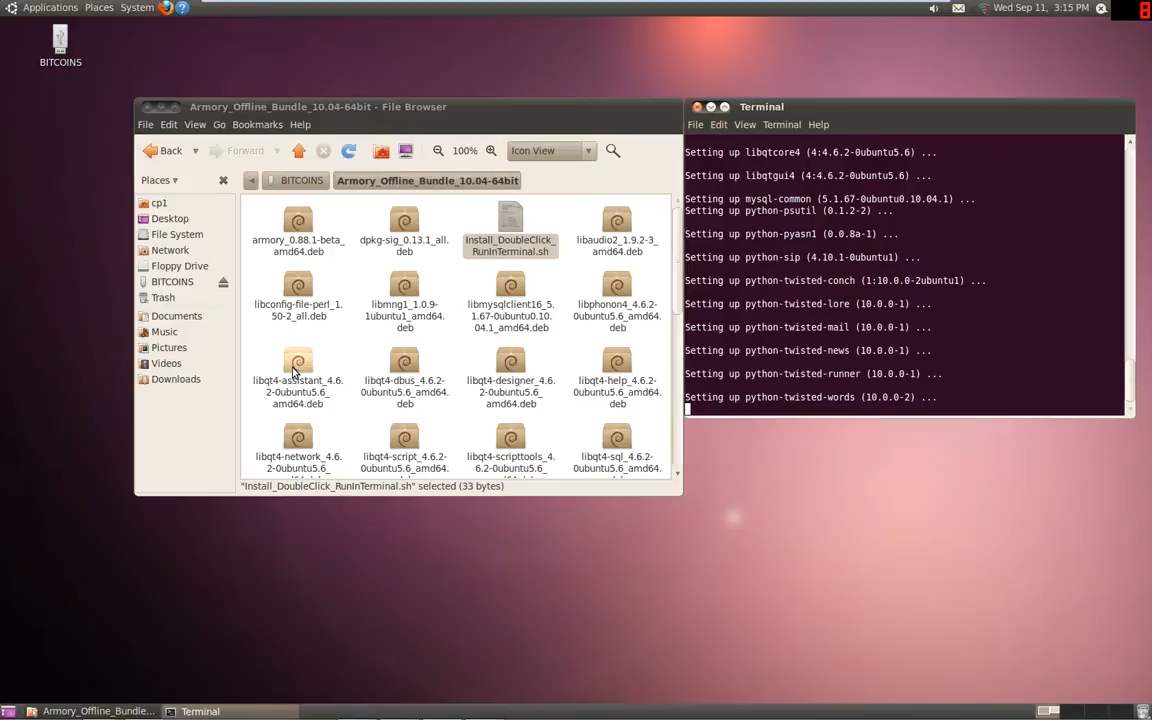 Applications Places System ? Wed Sep 11, 3:15 PM 8
BITCOINS
Armory_Offline_Bundle_10.04-64bit - File Browser
File Edit View Go Bookmarks Help
Back Forward 100% Icon View
Places BITCOINS Armory_Offline_Bundle_10.04-64bit
cp1
Desktop
File System
Network
Floppy Drive
BITCOINS
Trash
Documents
Music
Pictures
Videos
Downloads
armory_0.88.1-beta_
amd64.deb
dpkg-sig_0.13.1_all.
deb
Install_DoubleClick_
RunInTerminal.sh
libaudio2_1.9.2-3_
amd64.deb
libconfig-file-perl_1.
50-2_all.deb
libmng1_1.0.9-
1ubuntu1_amd64.
deb
libmysqlclient16_5.
1.67-0ubuntu0.10.
04.1_amd64.deb
libphonon4_4.6.2-
0ubuntu5.6_amd64.
deb
libqt4-assistant_4.6.
2-0ubuntu5.6_
amd64.deb
libqt4-dbus_4.6.2-
0ubuntu5.6_amd64.
deb
libqt4-designer_4.6.
2-0ubuntu5.6_
amd64.deb
libqt4-help_4.6.2-
0ubuntu5.6_amd64.
deb
libqt4-network_4.6.
2-0ubuntu5.6_
libqt4-script_4.6.2-
0ubuntu5.6_amd64.
libqt4-scripttools_4.
6.2-0ubuntu5.6_
libqt4-sql_4.6.2-
0ubuntu5.6_amd64.
"Install_DoubleClick_RunInTerminal.sh" selected (33 bytes)
Terminal
File Edit View Terminal Help
Setting up libqtcore4 (4:4.6.2-0ubuntu5.6) ...
Setting up libqtgui4 (4:4.6.2-0ubuntu5.6) ...
Setting up mysql-common (5.1.67-0ubuntu0.10.04.1) ...
Setting up python-psutil (0.1.2-2) ...
Setting up python-pyasn1 (0.0.8a-1) ...
Setting up python-sip (4.10.1-0ubuntu1) ...
Setting up python-twisted-conch (1:10.0.0-2ubuntu1) ...
Setting up python-twisted-lore (10.0.0-1) ...
Setting up python-twisted-mail (10.0.0-1) ...
Setting up python-twisted-news (10.0.0-1) ...
Setting up python-twisted-runner (10.0.0-1) ...
Setting up python-twisted-words (10.0.0-2) ...
Armory_Offline_Bundle... Terminal